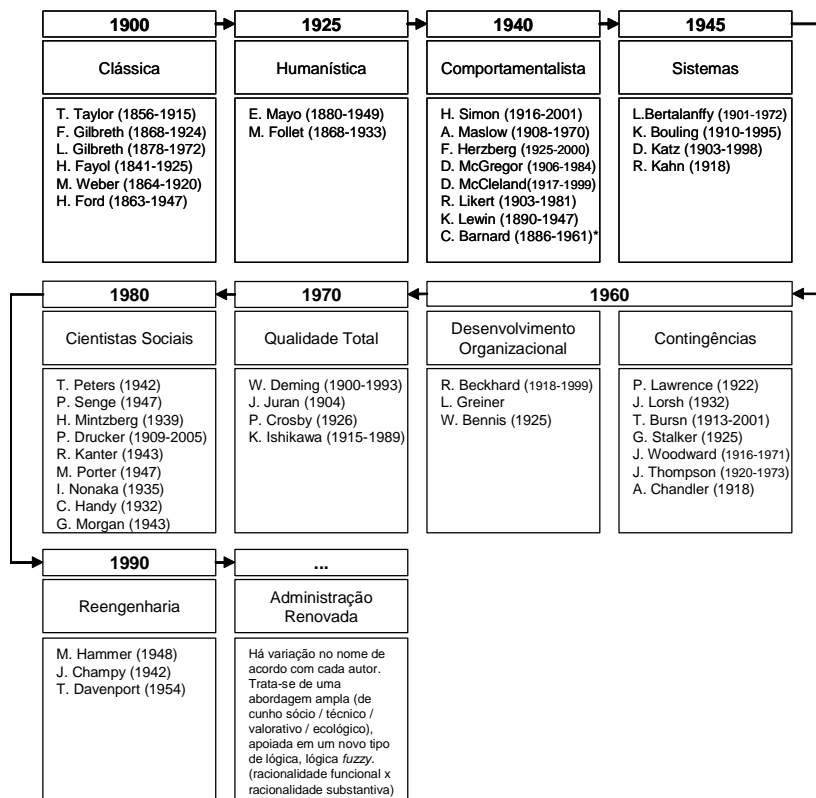 1900
Clássica
T. Taylor (1856-1915)
F. Gilbreth (1868-1924)
L. Gilbreth (1878-1972)
H. Fayol (1841-1925)
M. Weber (1864-1920)
H. Ford (1863-1947)
1925
Humanística
E. Mayo (1880-1949)
M. Follet (1868-1933)
1940
Comportamentalista
H. Simon (1916-2001)
A. Maslow (1908-1970)
F. Herzberg (1925-2000)
D. McGregor (1906-1984)
D. McCleland(1917-1999)
R. Likert (1903-1981)
K. Lewin (1890-1947)
C. Barnard (1886-1961)*
1945
Sistemas
L.Bertalanffy (1901-1972)
K. Bouling (1910-1995)
D. Katz (1903-1998)
R. Kahn (1918)
1960
Contingências
P. Lawrence (1922)
J. Lorsh (1932)
T. Bursn (1913-2001)
G. Stalker (1925)
J. Woodward (1916-1971)
J. Thompson (1920-1973)
A. Chandler (1918)
Desenvolvimento
Organizacional
R. Beckhard (1918-1999)
L. Greiner
W. Bennis (1925)
1970
Qualidade Total
W. Deming (1900-1993)
J. Juran (1904)
P. Crosby (1926)
K. Ishikawa (1915-1989)
1980
Cientistas Sociais
T. Peters (1942)
P. Senge (1947)
H. Mintzberg (1939)
P. Drucker (1909-2005)
R. Kanter (1943)
M. Porter (1947)
I. Nonaka (1935)
C. Handy (1932)
G. Morgan (1943)
1990
Reengenharia
M. Hammer (1948)
J. Champy (1942)
T. Davenport (1954)
...
Administração
Renovada
Há variação no nome de
acordo com cada autor.
Trata-se de uma
abordagem ampla (de
cunho sócio / técnico /
valorativo / ecológico),
apoiada em um novo tipo
de lógica, lógica fuzzy.
(racionalidade funcional x
racionalidade substantiva)